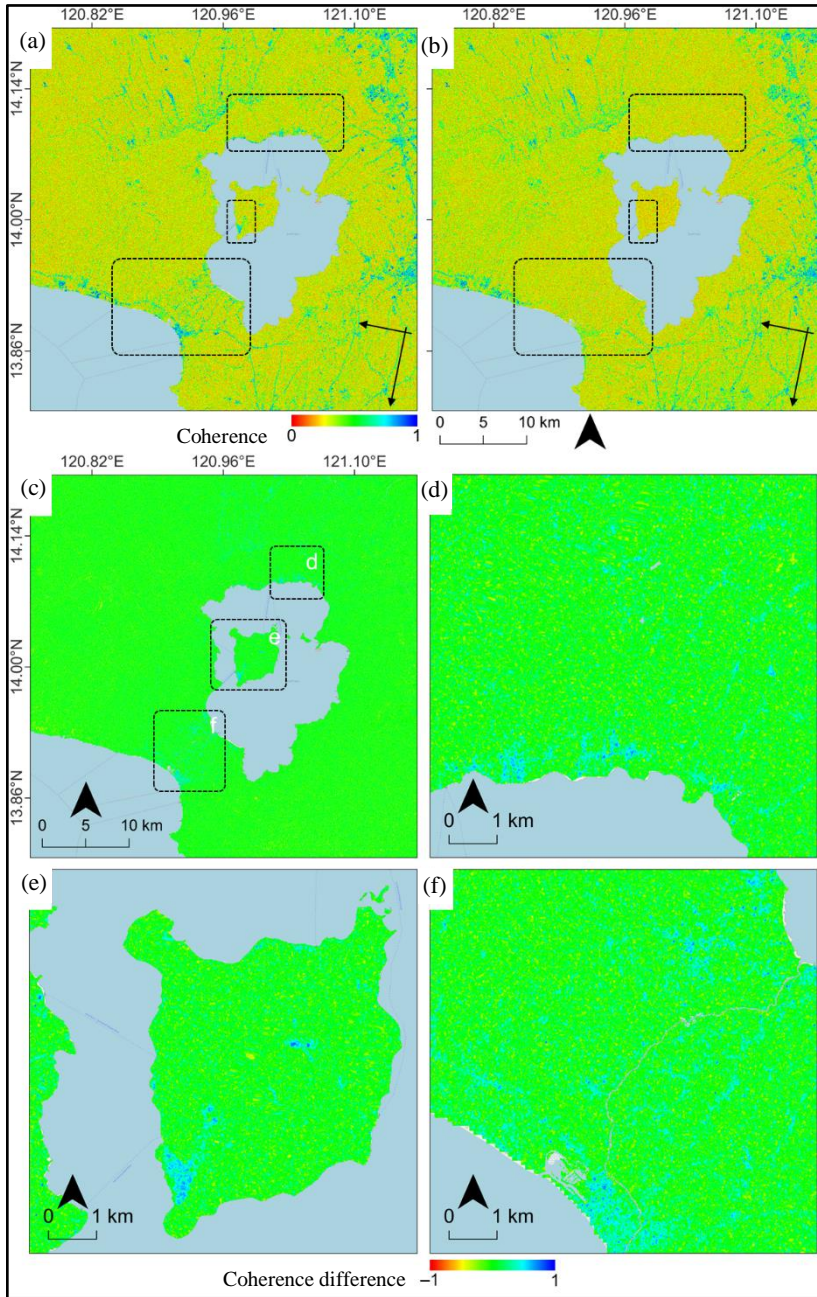 120.82°E 120.96°E 121.10°E 120.82°E 120.96°E 121.10°E
(a) (b)
14.14°N
14.00°N
13.86°N
Coherence 0 1
0 5 10 km
120.82°E 120.96°E 121.10°E
(c) (d)
14.14°N
d
14.00°N
e
f
13.86°N
0 5 10 km
0 1 km
(e) (f)
0 1 km
0 1 km
Coherence difference −1 1